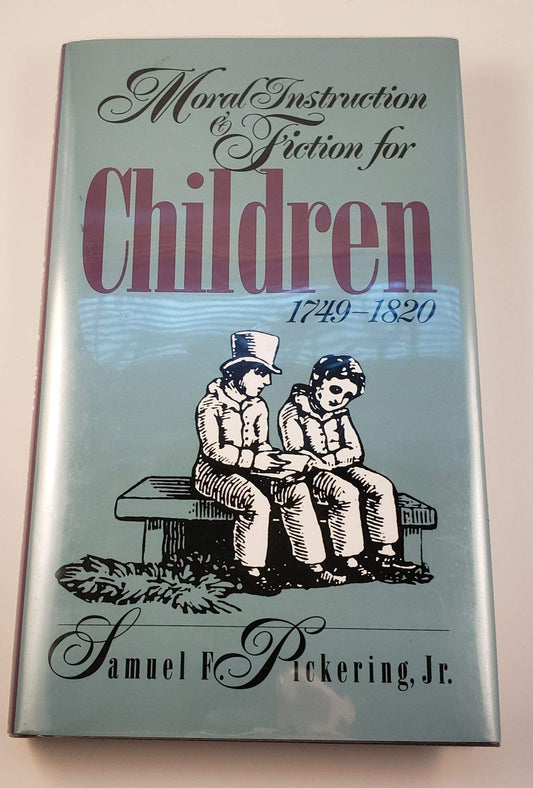 Moral Instruction
& Fiction for
Children
1749–1820
Samuel F. Pickering, Jr.